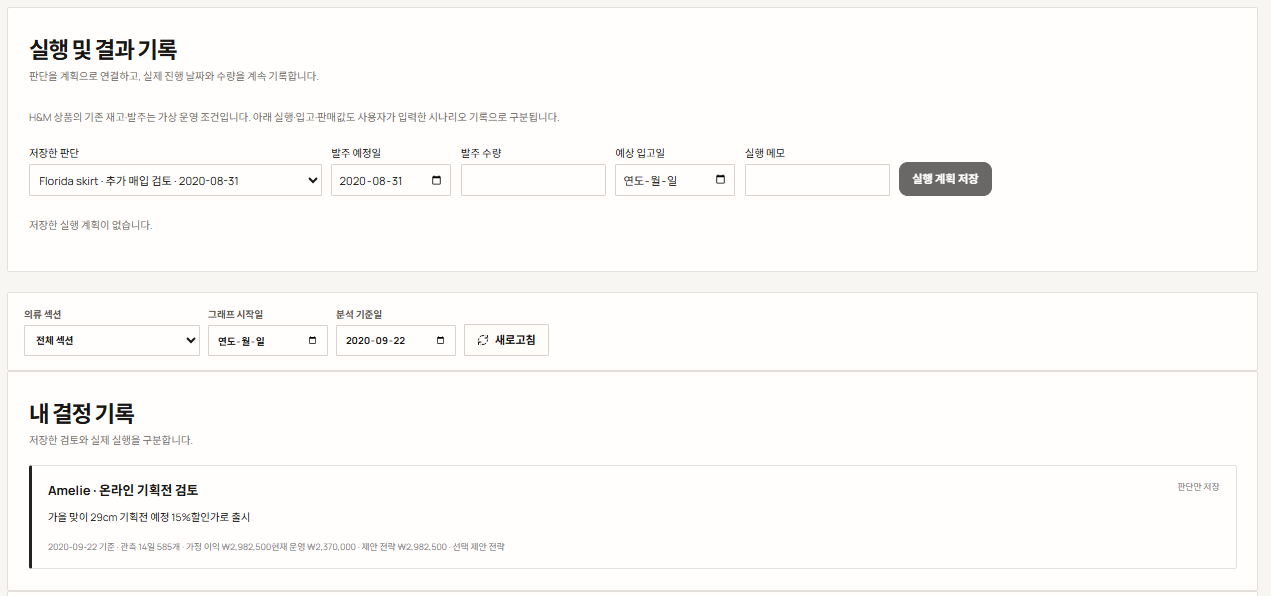 실행 및 결과 기록
판단을 계획으로 연결하고, 실제 진행 날짜와 수량을 계속 기록합니다.
H&M 상품의 기존 재고·발주는 가상 운영 조건입니다. 아래 실행·입고·판매값도 사용자가 입력한 시나리오 기록으로 구분됩니다.
저장한 판단 발주 예정일 발주 수량 예상 입고일 실행 메모
Florida skirt · 추가 매입 검토 · 2020-08-31 2020-08-31 연도-월-일 실행 계획 저장
저장한 실행 계획이 없습니다.
의류 섹션 그래프 시작일 분석 기준일
전체 섹션 연도-월-일 2020-09-22 새로고침
내 결정 기록
저장한 검토와 실제 실행을 구분합니다.
Amelie · 온라인 기획전 검토 판단만 저장
가을 맞이 29cm 기획전 예정 15%할인가로 출시
2020-09-22 기준 · 관측 14일 585개 · 가정 이익 ₩2,982,500현재 운영 ₩2,370,000 · 제안 전략 ₩2,982,500 · 선택 제안 전략